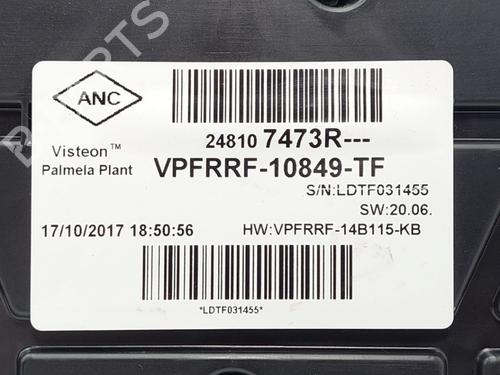 ANC
24810 7473R---
Visteon™
Palmela Plant
VPFRRF-10849-TF
S/N:LDTF031455
SW:20.06.
17/10/2017 18:50:56
HW:VPFRRF-14B115-KB
*LDTF031455*
PARTS